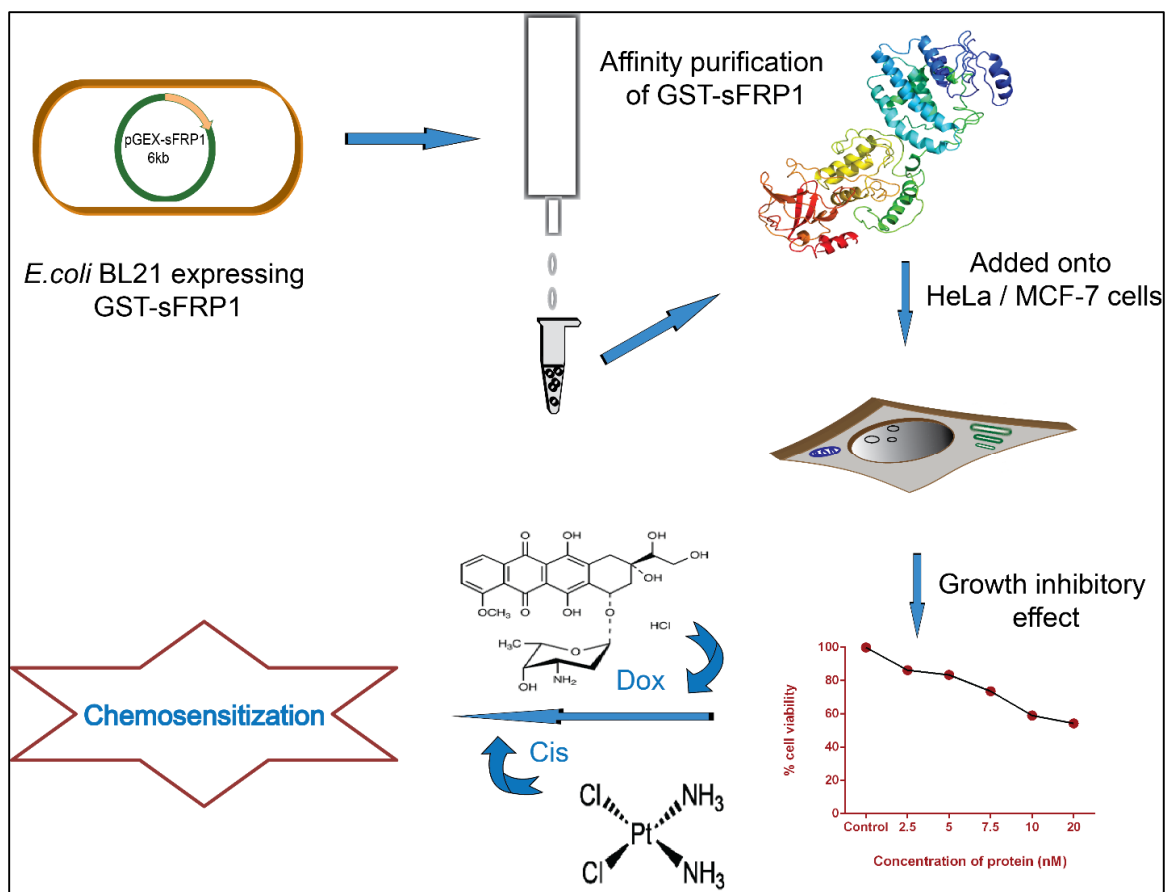 pGEX-sFRP1
6kb
E.coli BL21 expressing
GST-sFRP1
Affinity purification
of GST-sFRP1
Added onto
HeLa / MCF-7 cells
Growth inhibitory
effect
% cell viability
100
80
60
40
20
0
Control 2.5 5 7.5 10 20
Concentration of protein (nM)
O OH OH
OH
OH
OCH₃ O OH O
HCl
CH₃ O
NH₂
OH
Dox
Cis
Cl NH₃
Pt
Cl NH₃
Chemosensitization